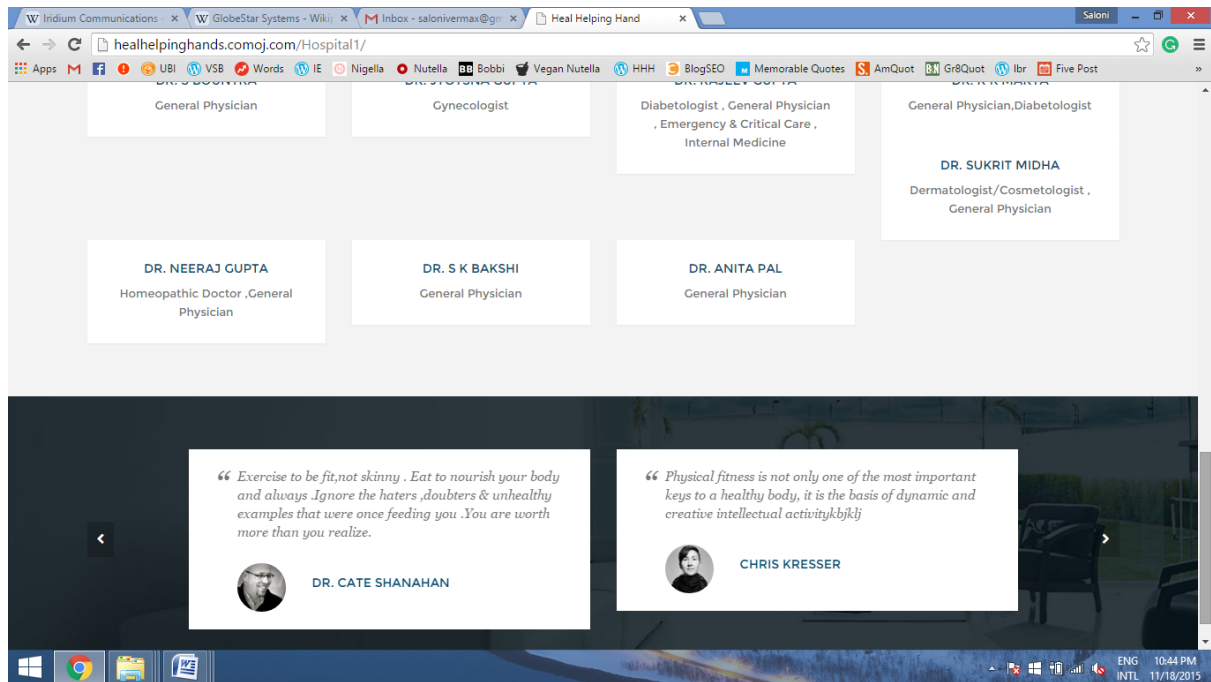 Iridium Communications -
GlobeStar Systems - Wiki
Inbox - salonivermax@gm
Heal Helping Hand
Saloni
healhelpinghands.comoj.com/Hospital1/
Apps
UBI
VSB
Words
IE
Nigella
Nutella
BB Bobbi
Vegan Nutella
HHH
BlogSEO
Memorable Quotes
AmQuot
Gr8Quot
Ibr
Five Post
»
General Physician
Gynecologist
DR. RAJEEV GUPTA
Diabetologist , General Physician
, Emergency & Critical Care ,
Internal Medicine
General Physician,Diabetologist
DR. SUKRIT MIDHA
Dermatologist/Cosmetologist ,
General Physician
DR. NEERAJ GUPTA
Homeopathic Doctor ,General
Physician
DR. S K BAKSHI
General Physician
DR. ANITA PAL
General Physician
“ Exercise to be fit,not skinny . Eat to nourish your body
and always .Ignore the haters ,doubters & unhealthy
examples that were once feeding you .You are worth
more than you realize.
DR. CATE SHANAHAN
“ Physical fitness is not only one of the most important
keys to a healthy body, it is the basis of dynamic and
creative intellectual activitykbjklj
CHRIS KRESSER
ENG
INTL
10:44 PM
11/18/2015